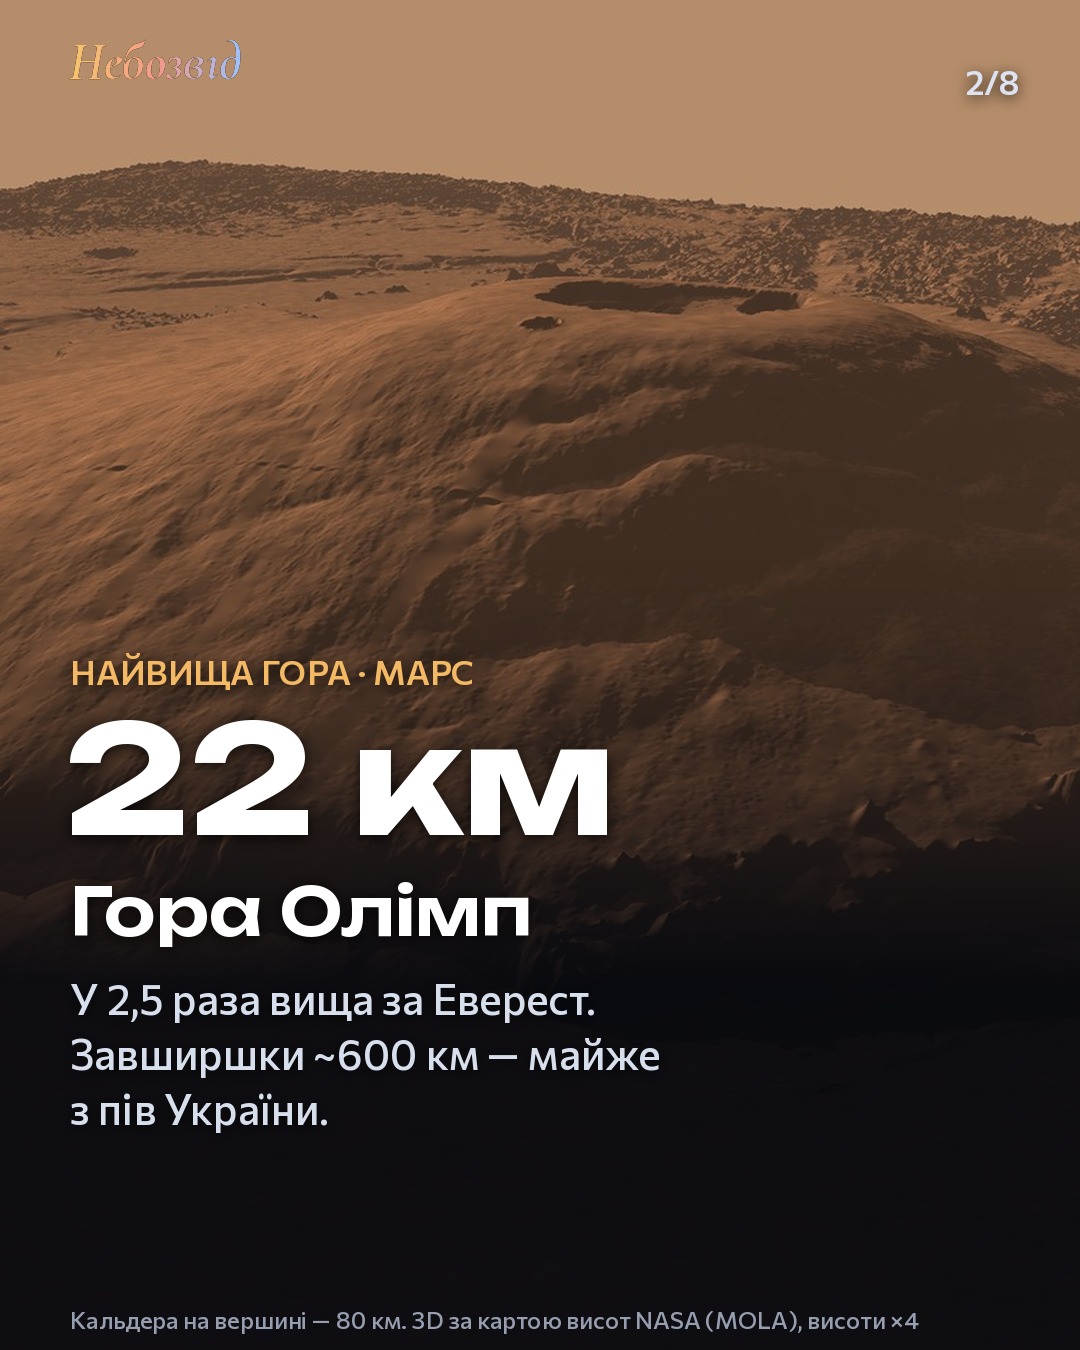 Небозвід
2/8
НАЙВИЩА ГОРА · МАРС
22 км
Гора Олімп
У 2,5 раза вища за Еверест.
Завширшки ~600 км — майже
з пів України.
Кальдера на вершині — 80 км. 3D за картою висот NASA (MOLA), висоти ×4